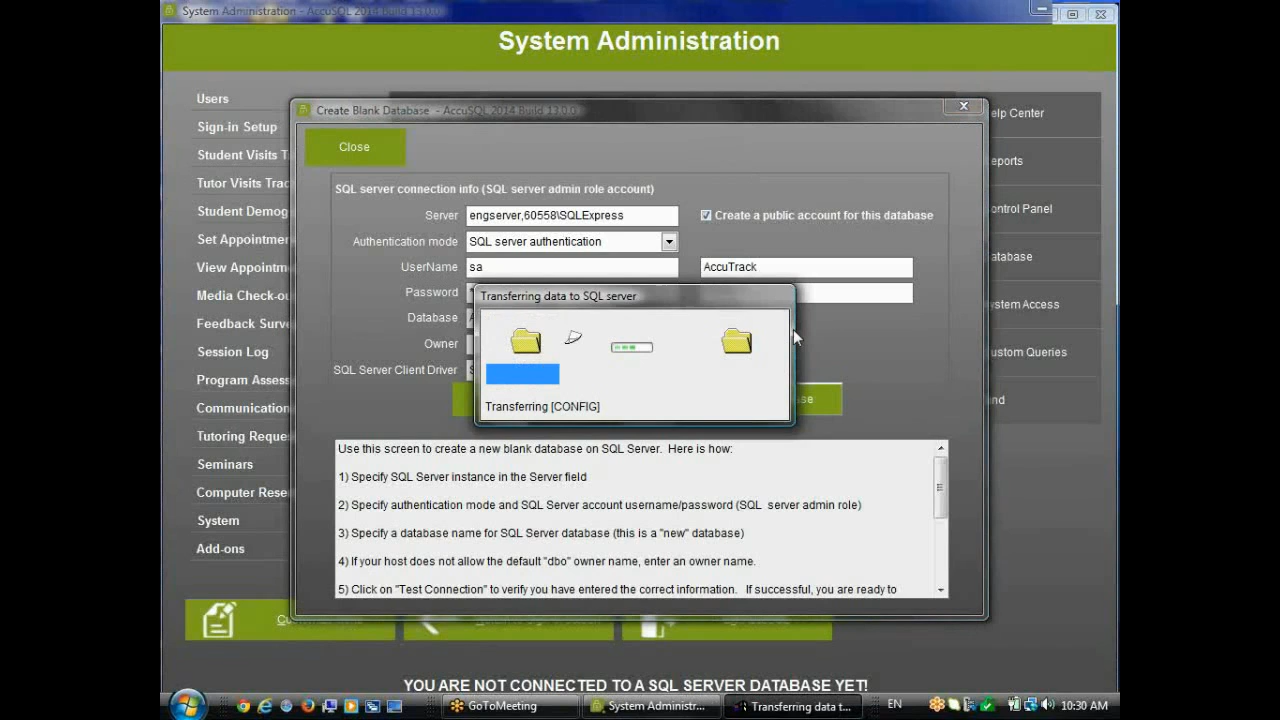 System Administration - AccuSQL 2014 Build 13.0.0
System Administration
Users
Sign-in Setup
Student Visits T
Tutor Visits Trac
Student Demog
Set Appointmer
View Appointm
Media Check-ou
Feedback Surve
Session Log
Program Assess
Communication
Tutoring Reque
Seminars
Computer Rese
System
Add-ons
Create Blank Database - AccuSQL 2014 Build 13.0.0
Close
SQL server connection info (SQL server admin role account)
Server engserver,60558\SQLExpress
Create a public account for this database
Authentication mode SQL server authentication
UserName sa AccuTrack
Password
Database
Owner
SQL Server Client Driver
Transferring data to SQL server
Transferring [CONFIG]
Use this screen to create a new blank database on SQL Server. Here is how:
1) Specify SQL Server instance in the Server field
2) Specify authentication mode and SQL Server account username/password (SQL server admin role)
3) Specify a database name for SQL Server database (this is a "new" database)
4) If your host does not allow the default "dbo" owner name, enter an owner name.
5) Click on "Test Connection" to verify you have entered the correct information. If successful, you are ready to
elp Center
eports
ontrol Panel
atabase
ystem Access
ustom Queries
nd
YOU ARE NOT CONNECTED TO A SQL SERVER DATABASE YET!
GoToMeeting
System Administr...
Transferring data t...
EN
10:30 AM